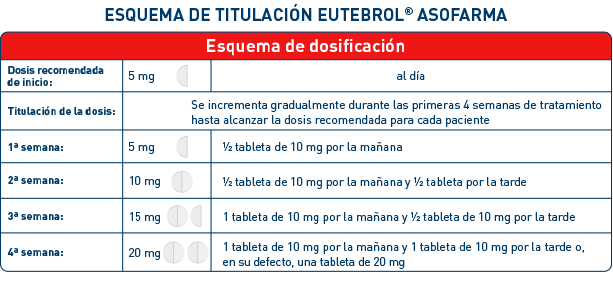 ESQUEMA DE TITULACIÓN EUTEBROL® ASOFARMA
Esquema de dosificación
Dosis recomendada
de inicio:
5 mg
al día
Titulación de la dosis:
Se incrementa gradualmente durante las primeras 4 semanas de tratamiento
hasta alcanzar la dosis recomendada para cada paciente
1ª semana:
5 mg
½ tableta de 10 mg por la mañana
2ª semana:
10 mg
½ tableta de 10 mg por la mañana y ½ tableta por la tarde
3ª semana:
15 mg
1 tableta de 10 mg por la mañana y ½ tableta de 10 mg por la tarde
4ª semana:
20 mg
1 tableta de 10 mg por la mañana y 1 tableta de 10 mg por la tarde o,
en su defecto, una tableta de 20 mg